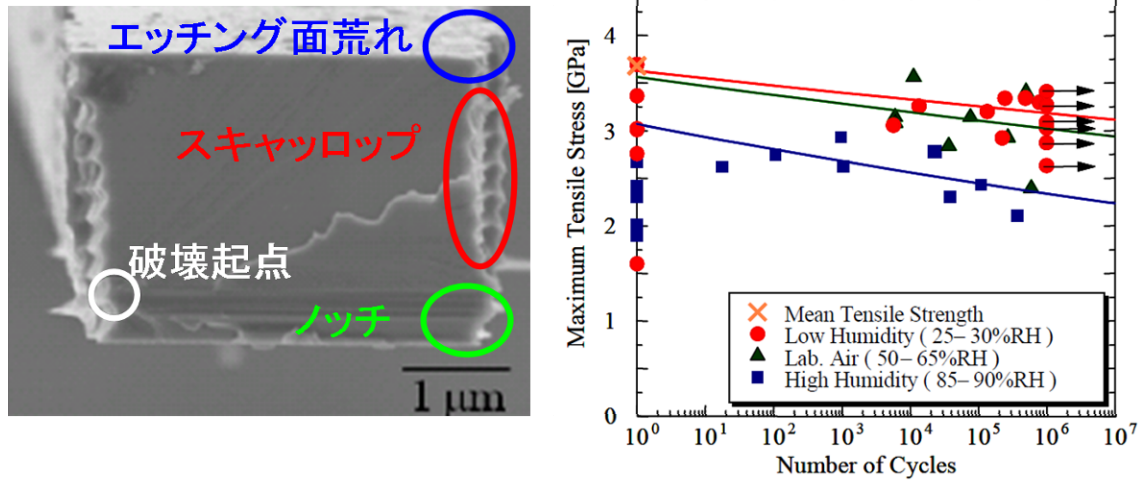 エッチング面荒れ
スキャッロップ
破壊起点
ノッチ
1 μm
Maximum Tensile Stress [GPa]
4
3
2
1
0
Mean Tensile Strength
Low Humidity ( 25– 30%RH )
Lab. Air ( 50– 65%RH )
High Humidity ( 85– 90%RH )
10⁰ 10¹ 10² 10³ 10⁴ 10⁵ 10⁶ 10⁷
Number of Cycles